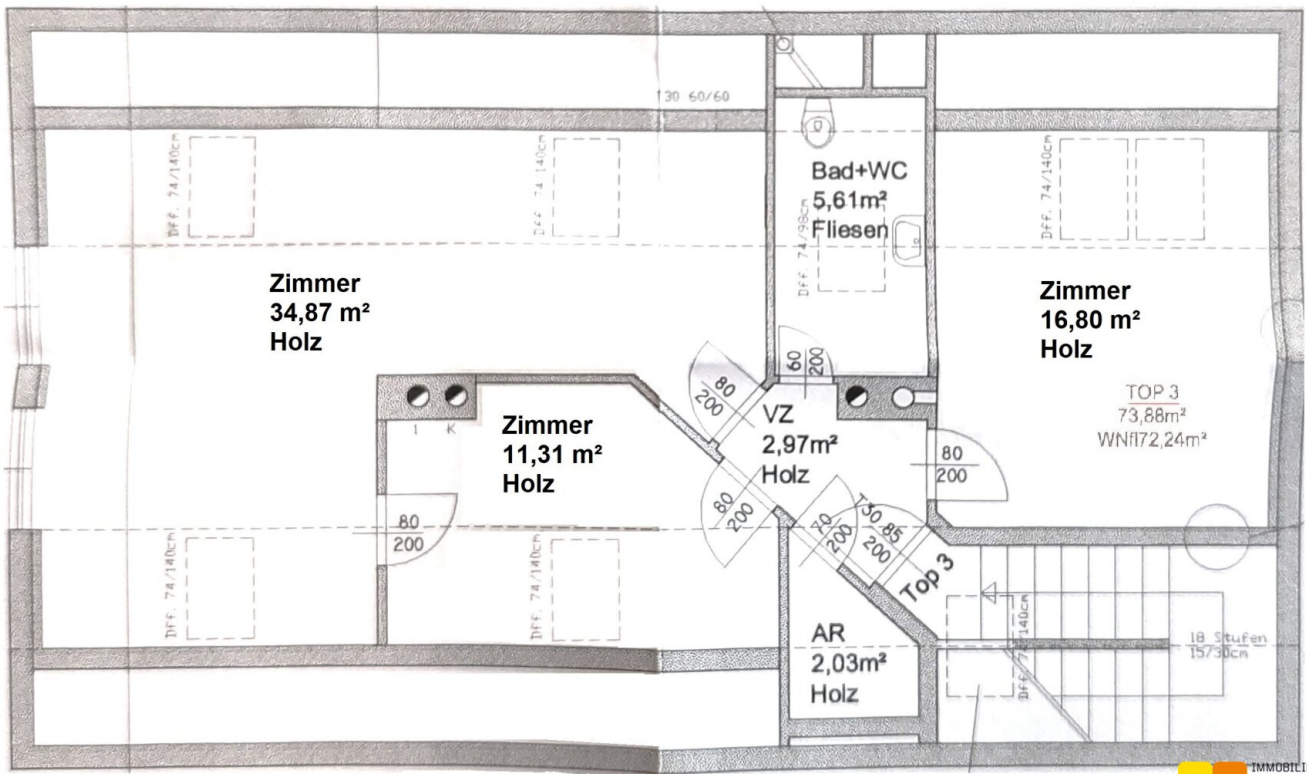 T30 60/60
Dff. 74/140cm
Dff. 74/140cm
Bad+WC
5,61m²
Fliesen
Dff. 74/98cm
Dff. 74/140cm
Zimmer
34,87 m²
Holz
Zimmer
16,80 m²
Holz
TOP 3
73,88m²
WNfl72,24m²
60
200
80
200
1
K
Zimmer
11,31 m²
Holz
VZ
2,97m²
Holz
80
200
80
200
80
200
70
200
T30 85
200
Top 3
Dff. 74/140cm
Dff. 74/140cm
AR
2,03m²
Holz
Dff. 74/140cm
18 Stufen
15/30cm